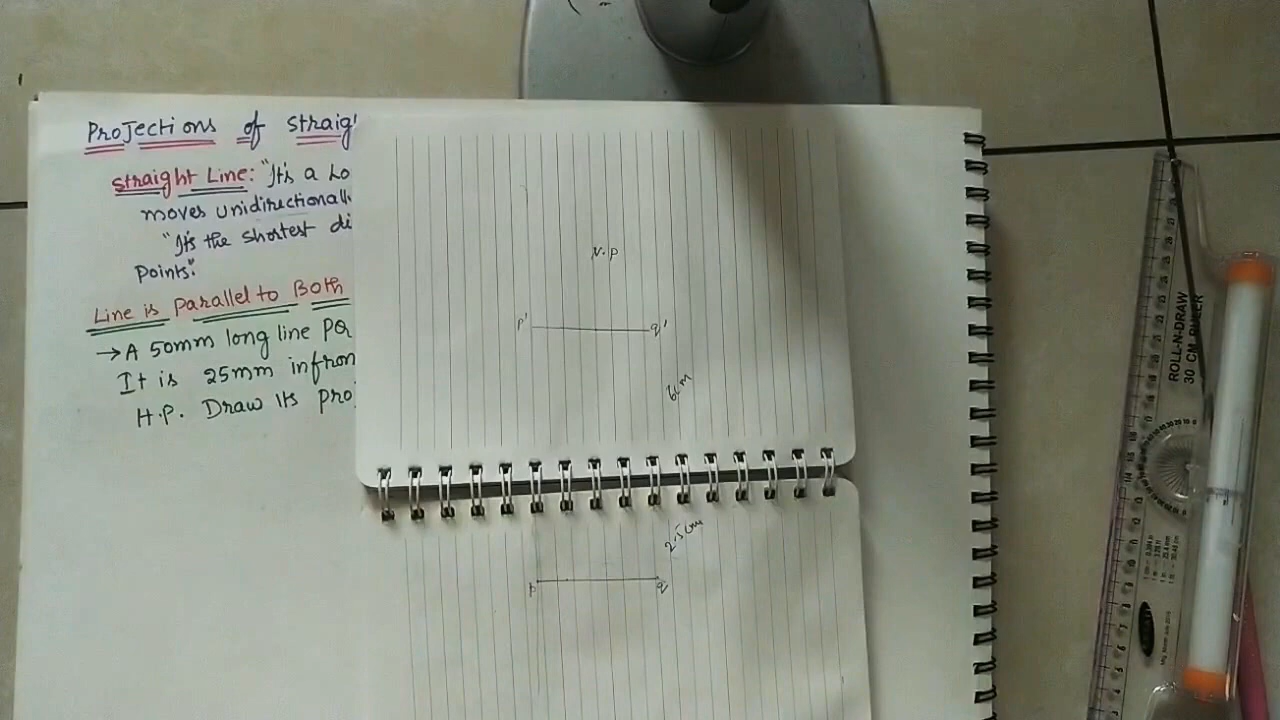 Projections of straig
straight Line: "It's a Lo
moves unidirectionall
"It's the shortest di
points".
Line is parallel to Both
→ A 50mm long line pa
It is 25mm infron
H.P. Draw its pro
V.P
p' q'
6cm
2.5cm
p q
ROLL-N-DRAW
30 CM RULER